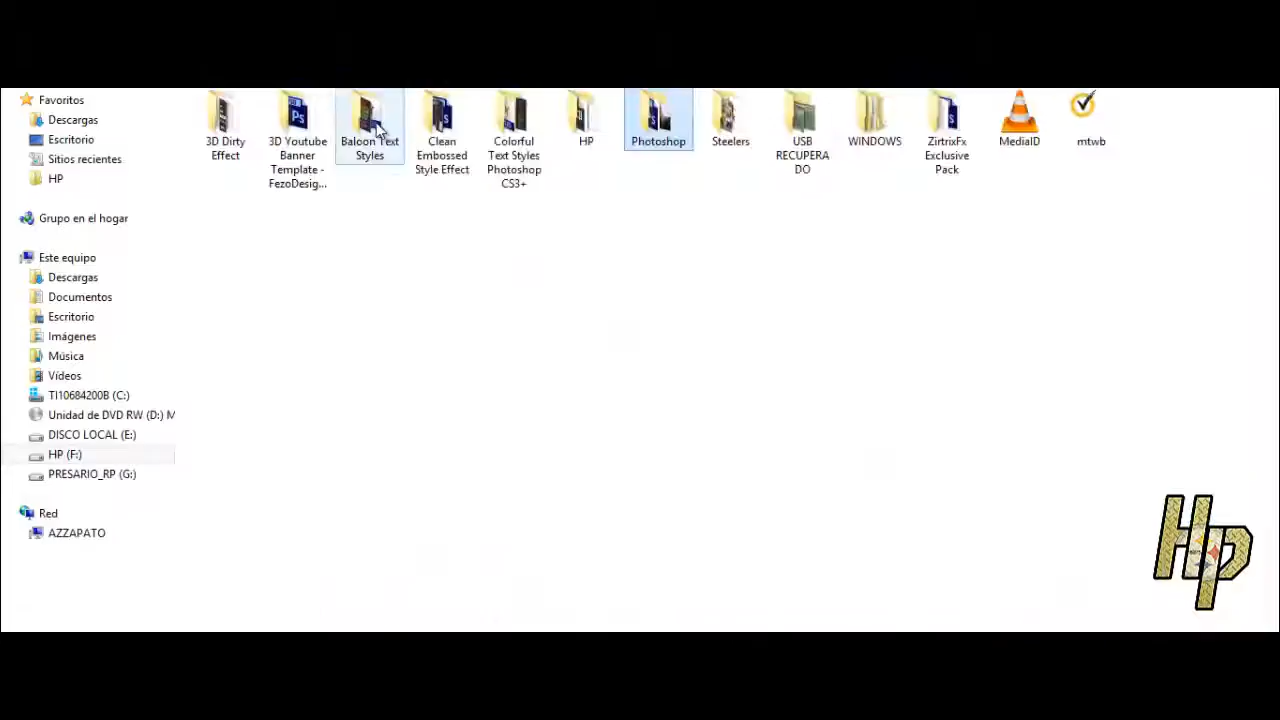 Favoritos
Descargas
Escritorio
Sitios recientes
HP
Grupo en el hogar
Este equipo
Descargas
Documentos
Escritorio
Imágenes
Música
Vídeos
TI10684200B (C:)
Unidad de DVD RW (D:) M
DISCO LOCAL (E:)
HP (F:)
PRESARIO_RP (G:)
Red
AZZAPATO
3D Dirty
Effect
3D Youtube
Banner
Template -
FezoDesig...
Baloon Text
Styles
Clean
Embossed
Style Effect
Colorful
Text Styles
Photoshop
CS3+
HP
Photoshop
Steelers
USB
RECUPERA
DO
WINDOWS
ZirtrixFx
Exclusive
Pack
MediaID
mtwb
Hp